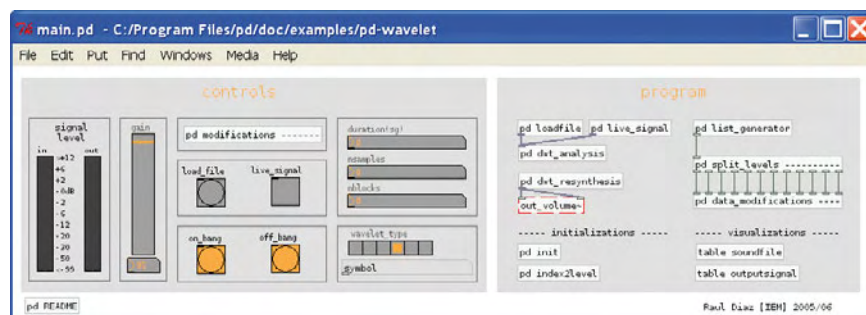 main.pd - C:/Program Files/pd/doc/examples/pd-wavelet
File Edit Put Find Windows Media Help
controls
signal
level
in out
>+12
+6
+2
-0dB
-2
-6
-12
-20
-30
-50
<-99
gain
pd modifications -------
load_file live_signal
on_bang off_bang
duration(sg)
nsamples
nblocks
wavelet_type
symbol
program
pd loadfile pd live_signal
pd dwt_analysis
pd dwt_resynthesis
out_volume~
pd list_generator
pd split_levels ---------
pd data_modifications ----
----- initializations -----
pd init
pd index2level
----- visualizations -----
table soundfile
table outputsignal
pd README
Raul Diaz [IEM] 2005/06